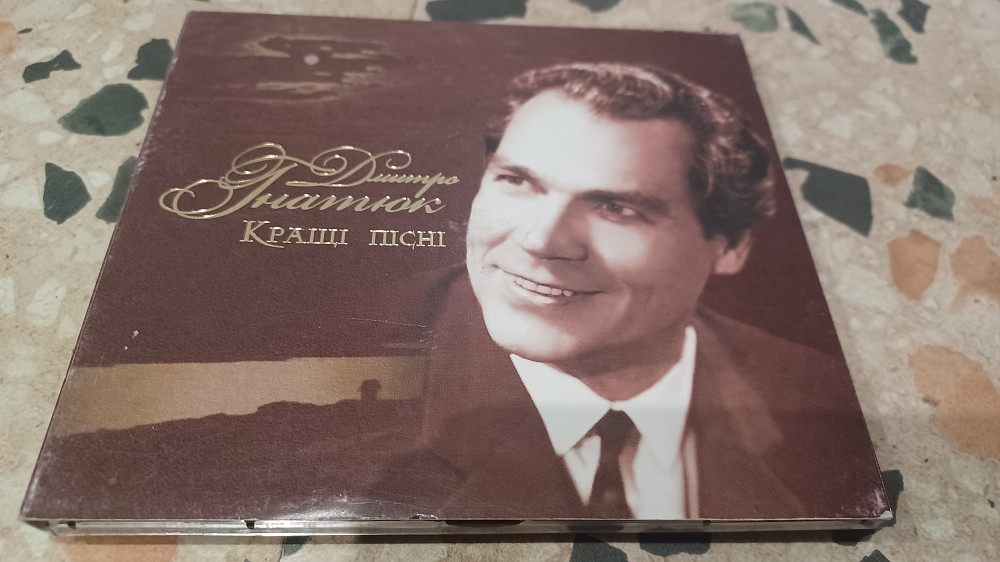 Дмитро
Гнатюк
Кращі пісні